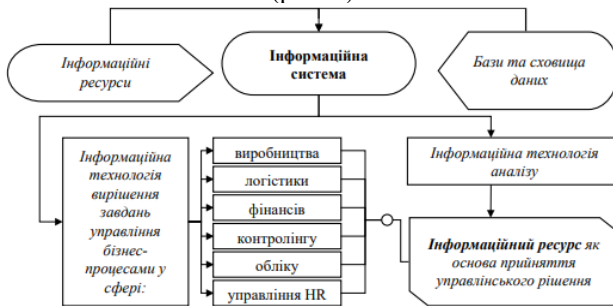 Інформаційні
ресурси
Інформаційна
система
Бази та сховища
даних
Інформаційна
технологія
вирішення
завдань
управління
бізнес-
процесами у
сфері:
виробництва
логістики
фінансів
контролінгу
обліку
управління HR
Інформаційна технологія
аналізу
Інформаційний ресурс як
основа прийняття
управлінського рішення